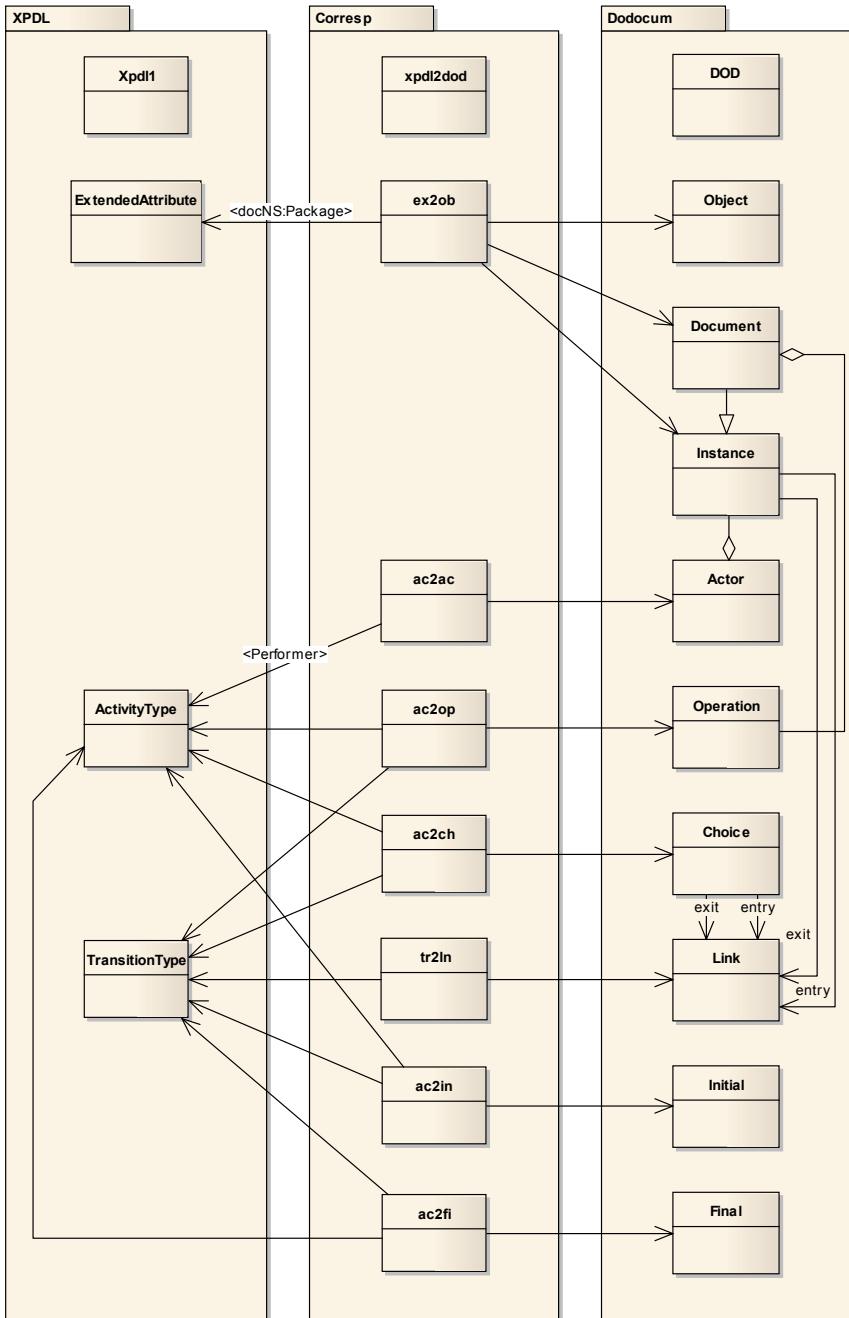 XPDL
Corresp
Dodocum
Xpdl1
xpdl2dod
DOD
ExtendedAttribute
<docNS:Package>
ex2ob
Object
Document
Instance
ac2ac
Actor
<Performer>
ActivityType
ac2op
Operation
ac2ch
Choice
exit
entry
exit
TransitionType
tr2ln
Link
entry
ac2in
Initial
ac2fi
Final